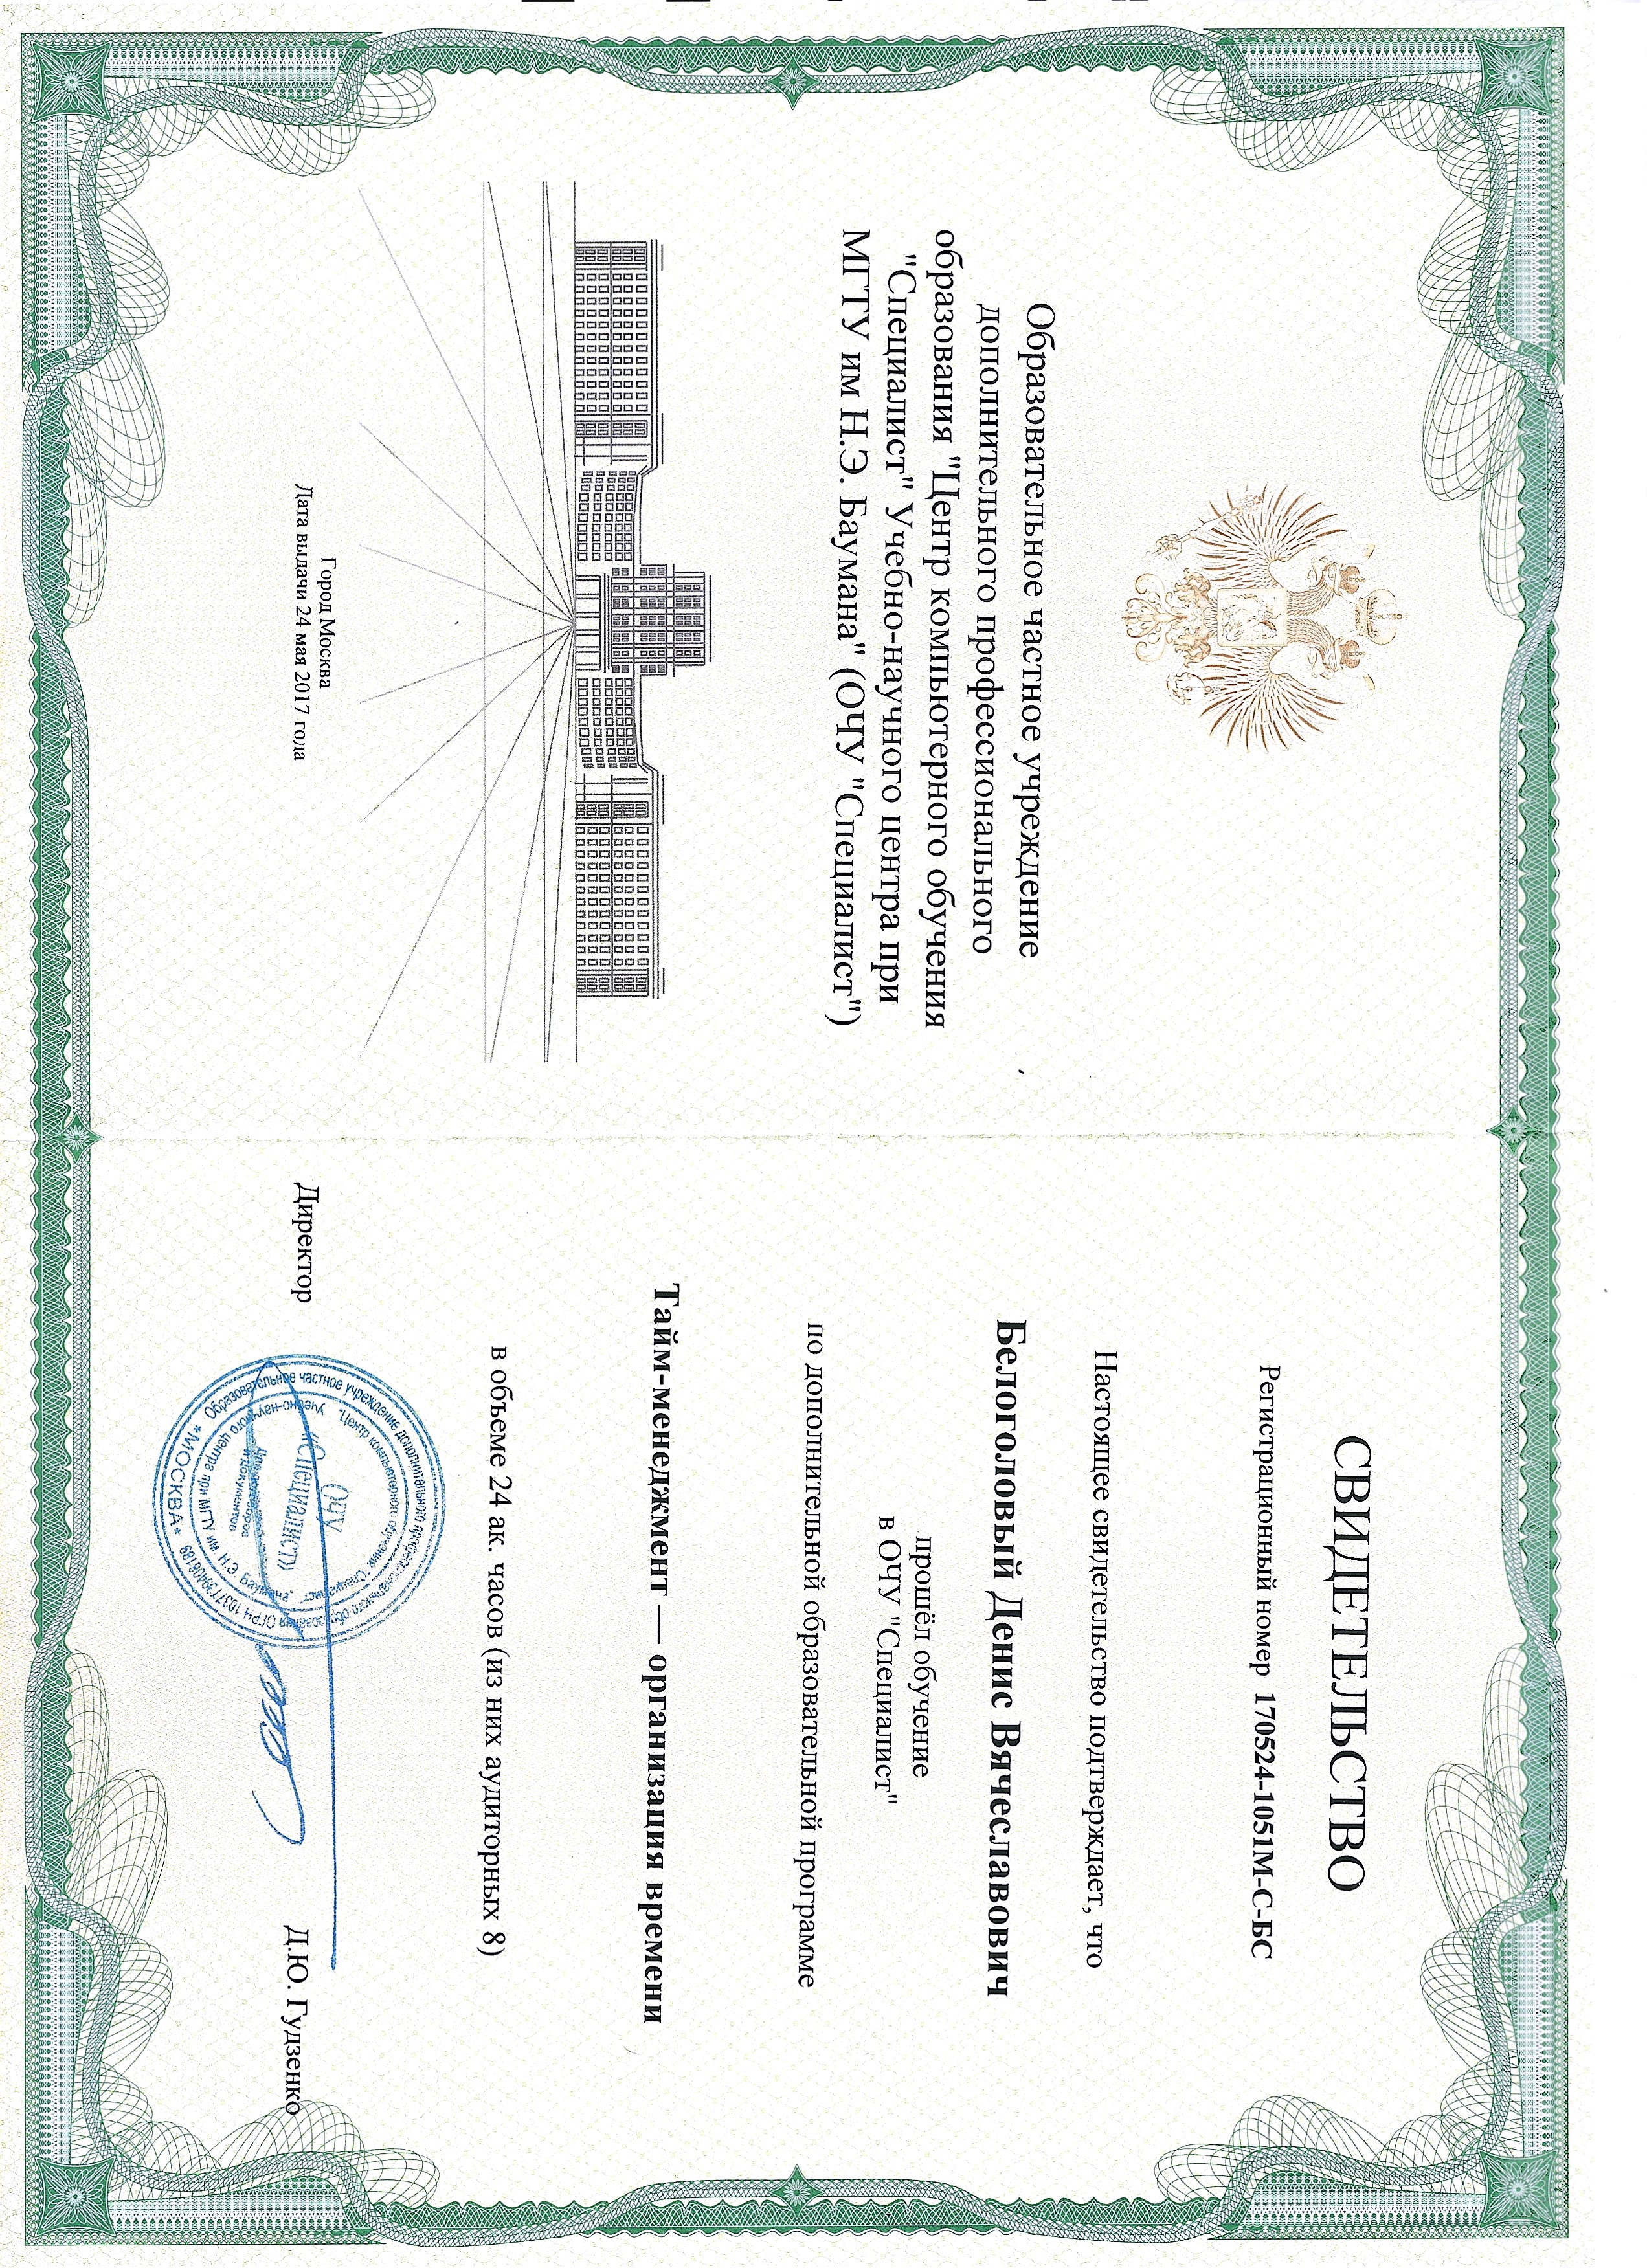 Образовательное частное учреждение
дополнительного профессионального
образования "Центр компьютерного обучения
"Специалист" Учебно-научного центра при
МГТУ им Н.Э. Баумана" (ОЧУ "Специалист")
Город Москва
Дата выдачи 24 мая 2017 года
СВИДЕТЕЛЬСТВО
Регистрационный номер 170524-1051М-С-БС
Настоящее свидетельство подтверждает, что
Белоголовый Денис Вячеславович
прошёл обучение
в ОЧУ "Специалист"
по дополнительной образовательной программе
Тайм-менеджмент — организация времени
в объеме 24 ак. часов (из них аудиторных 8)
Директор
Д.Ю. Гудзенко
Образовательное частное учреждение дополнительного профессионального образования ОГРН
"Центр компьютерного обучения "Специалист" Учебно-научного центра при МГТУ им Н.Э. Баумана"
ОЧУ
«Специалист»
Для договоров
и документов
*МОСКВА*